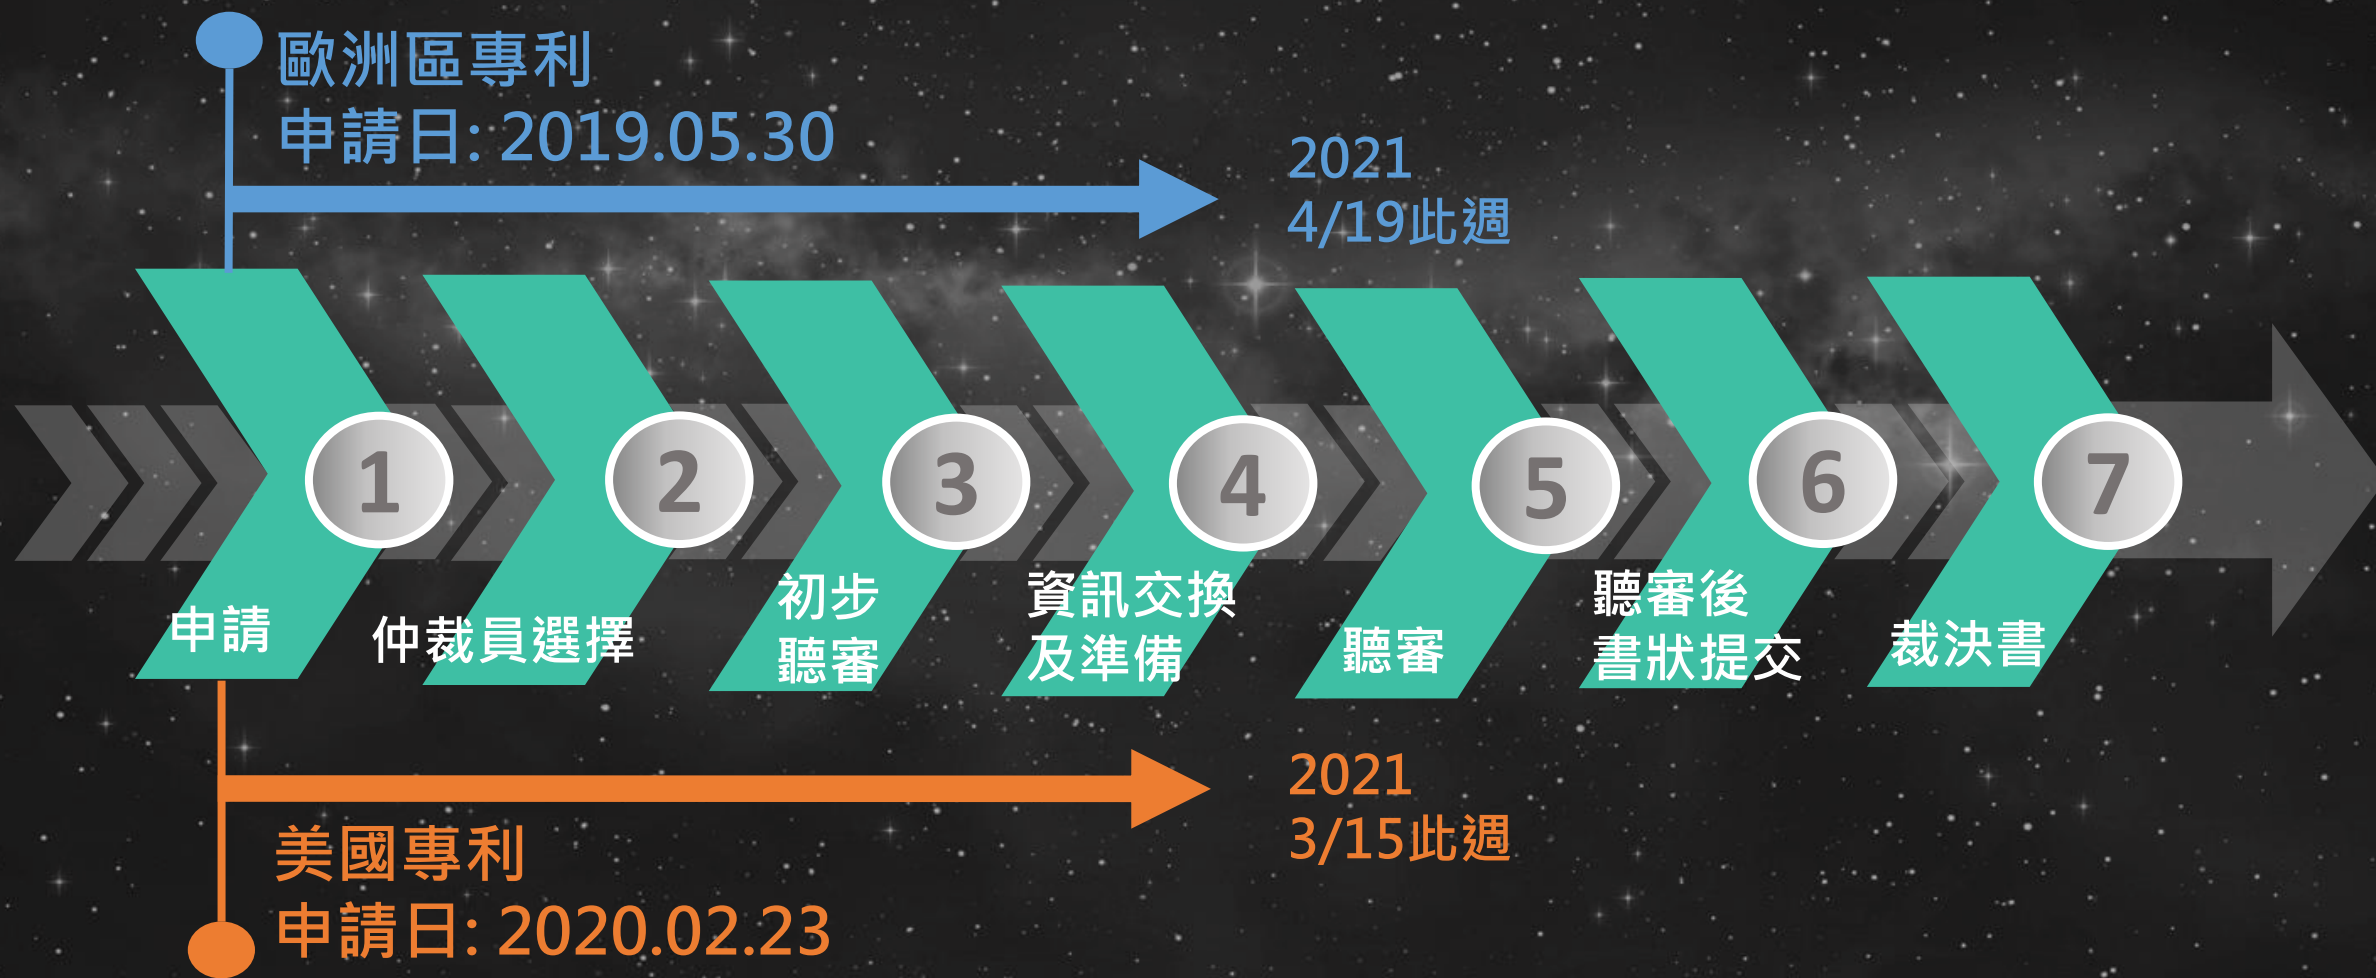 歐洲區專利
申請日: 2019.05.30
2021
4/19此週
1
2
3
4
5
6
7
申請
仲裁員選擇
初步
聽審
資訊交換
及準備
聽審
聽審後
書狀提交
裁決書
2021
3/15此週
美國專利
申請日: 2020.02.23